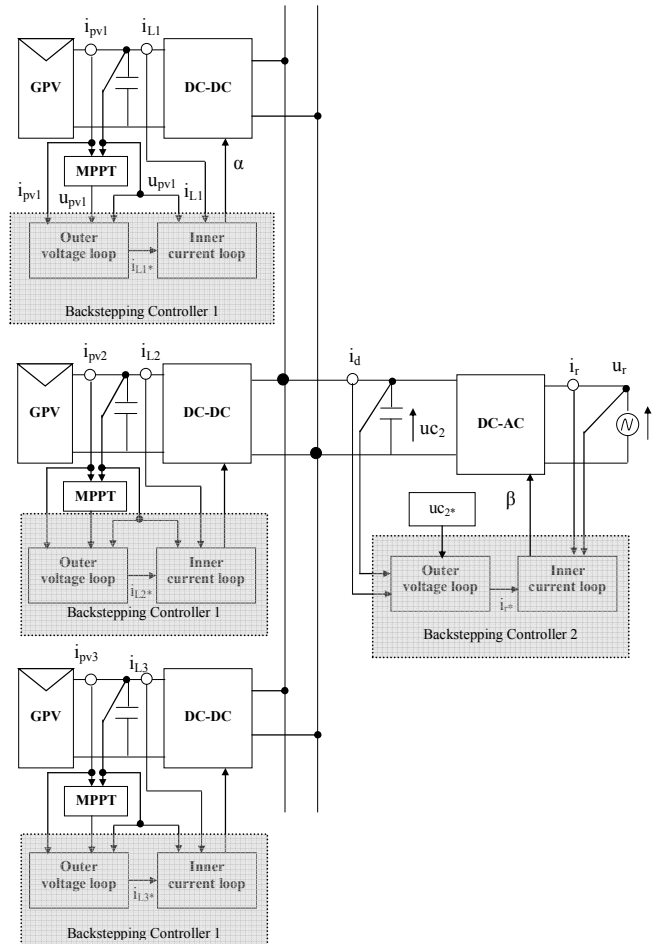 i_pv1 i_L1
GPV
DC-DC
MPPT
α
i_pv1
u_pv1
u_pv1
i_L1
Outer voltage loop
i_L1*
Inner current loop
Backstepping Controller 1
i_pv2 i_L2
GPV
DC-DC
MPPT
Outer voltage loop
i_L2*
Inner current loop
Backstepping Controller 1
i_d
uc_2
DC-AC
i_r
u_r
uc_2*
β
Outer voltage loop
i_r*
Inner current loop
Backstepping Controller 2
i_pv3 i_L3
GPV
DC-DC
MPPT
Outer voltage loop
i_L3*
Inner current loop
Backstepping Controller 1